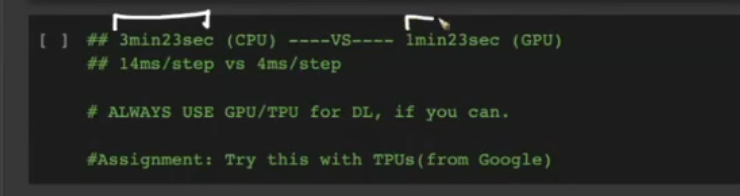 [ ] ## 3min23sec (CPU) ----VS---- 1min23sec (GPU)
## 14ms/step vs 4ms/step
# ALWAYS USE GPU/TPU for DL, if you can.
#Assignment: Try this with TPUs(from Google)